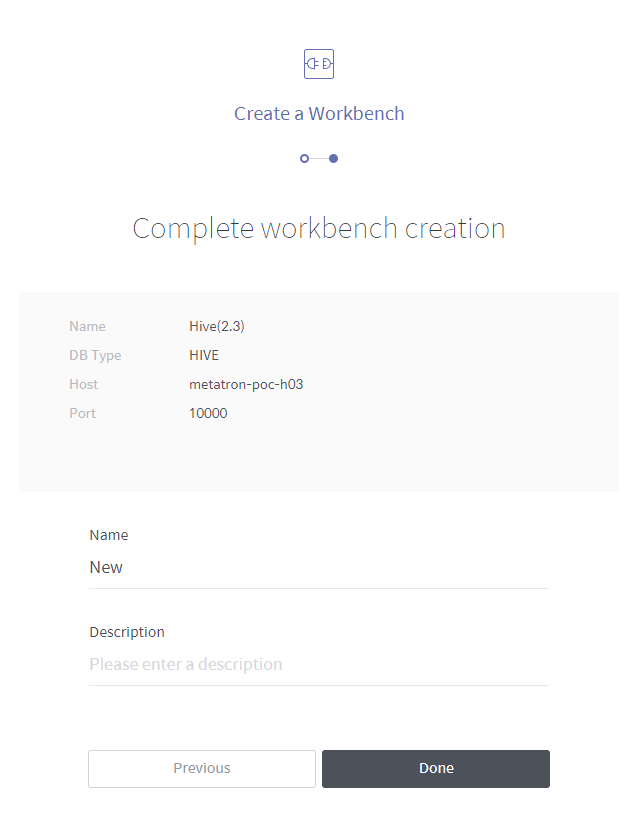 Create a Workbench
Complete workbench creation
Name Hive(2.3)
DB Type HIVE
Host metatron-poc-h03
Port 10000
Name
New
Description
Please enter a description
Previous Done